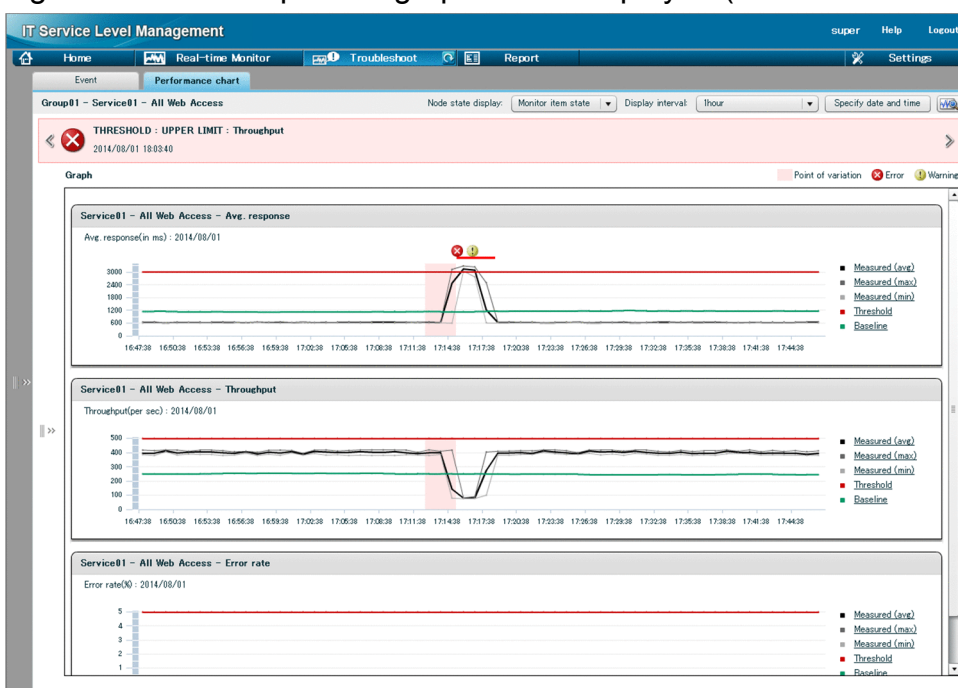 IT Service Level Management super Help Logout
Home Real-time Monitor Troubleshoot Report Settings
Event Performance chart
Group01 - Service01 - All Web Access Node state display: Monitor item state Display interval: 1hour Specify date and time
THRESHOLD : UPPER LIMIT : Throughput
2014/08/01 18:03:40
Graph Point of variation Error Warning
Service01 - All Web Access - Avg. response
Avg. response(in ms) : 2014/08/01
3000
2400
1800
1200
600
0
16:47:38 16:50:38 16:53:38 16:56:38 16:59:38 17:02:38 17:05:38 17:08:38 17:11:38 17:14:38 17:17:38 17:20:38 17:23:38 17:26:38 17:29:38 17:32:38 17:35:38 17:38:38 17:41:38 17:44:38
Measured (avg)
Measured (max)
Measured (min)
Threshold
Baseline
Service01 - All Web Access - Throughput
Throughput(per sec) : 2014/08/01
500
400
300
200
100
0
16:47:38 16:50:38 16:53:38 16:56:38 16:59:38 17:02:38 17:05:38 17:08:38 17:11:38 17:14:38 17:17:38 17:20:38 17:23:38 17:26:38 17:29:38 17:32:38 17:35:38 17:38:38 17:41:38 17:44:38
Measured (avg)
Measured (max)
Measured (min)
Threshold
Baseline
Service01 - All Web Access - Error rate
Error rate(%) : 2014/08/01
5
4
3
2
1
Measured (avg)
Measured (max)
Measured (min)
Threshold
Baseline